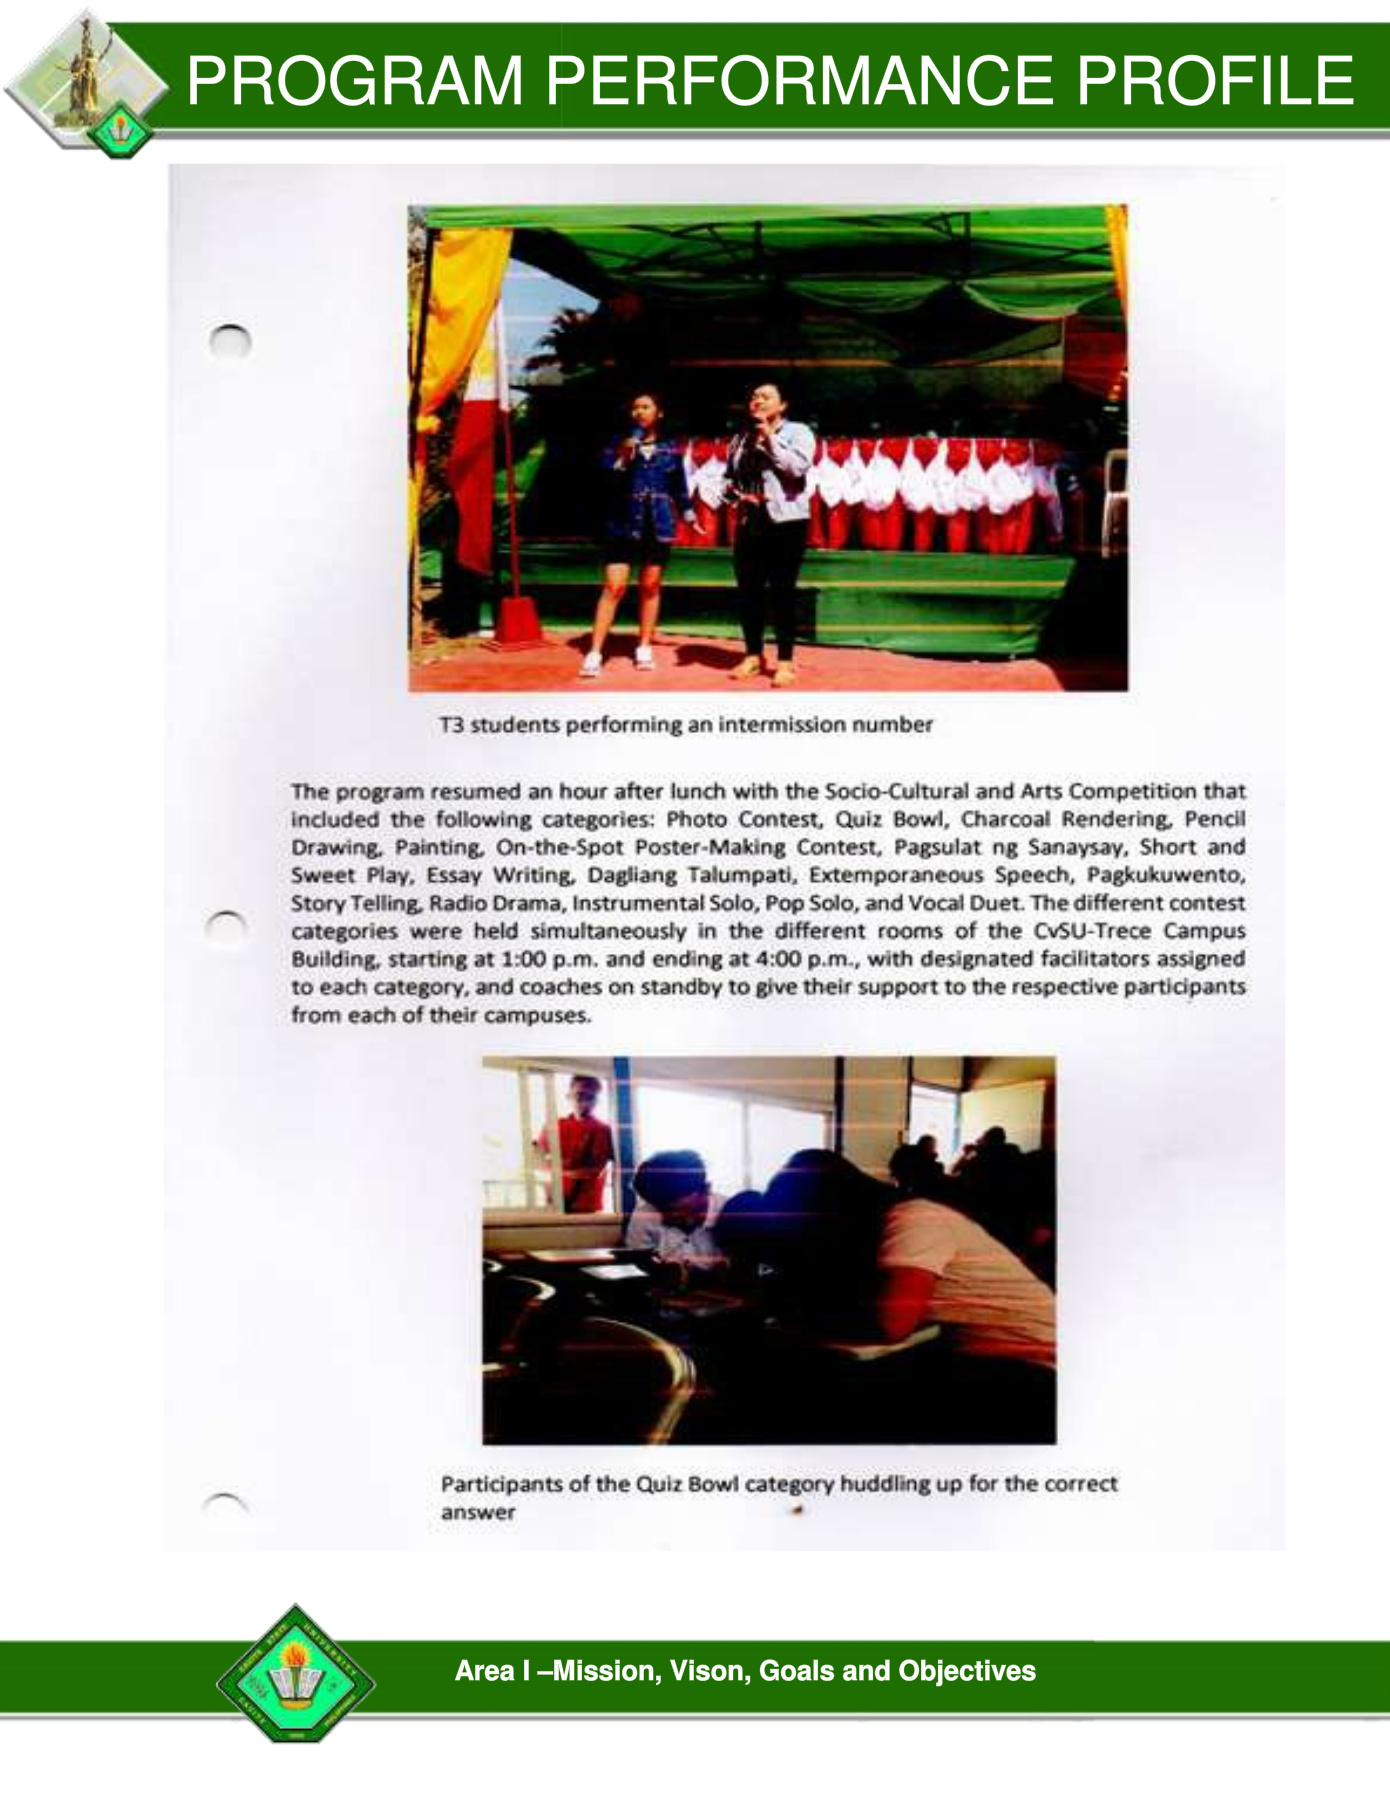 PROGRAM PERFORMANCE PROFILE
T3 students performing an intermission number
The program resumed an hour after lunch with the Socio-Cultural and Arts Competition that
included the following categories: Photo Contest, Quiz Bowl, Charcoal Rendering, Pencil
Drawing, Painting, On-the-Spot Poster-Making Contest, Pagsulat ng Sanaysay, Short and
Sweet Play, Essay Writing, Dagliang Talumpati, Extemporaneous Speech, Pagkukuwento,
Story Telling, Radio Drama, Instrumental Solo, Pop Solo, and Vocal Duet. The different contest
categories were held simultaneously in the different rooms of the CvSU-Trece Campus
Building, starting at 1:00 p.m. and ending at 4:00 p.m., with designated facilitators assigned
to each category, and coaches on standby to give their support to the respective participants
from each of their campuses.
Participants of the Quiz Bowl category huddling up for the correct
answer
CAVITE STATE UNIVERSITY
Area I –Mission, Vison, Goals and Objectives